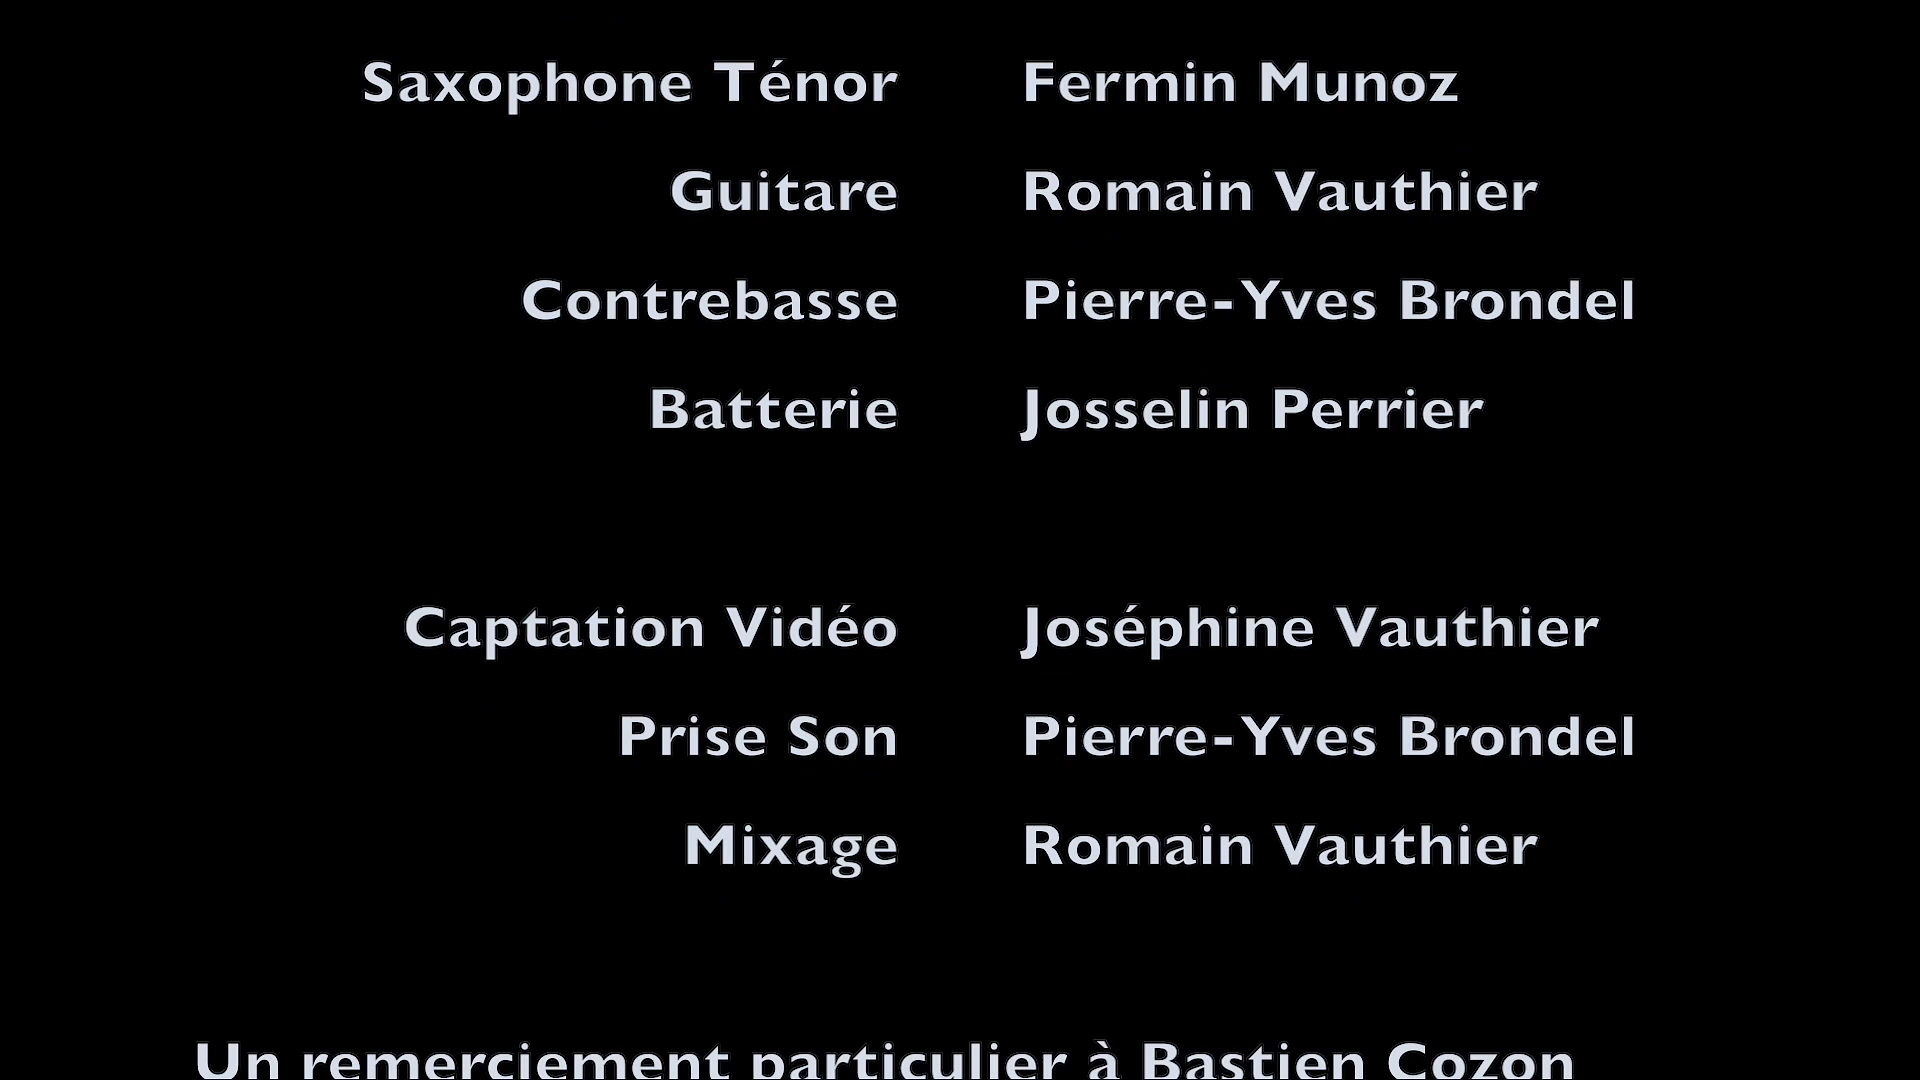 Saxophone Ténor Fermin Munoz
Guitare Romain Vauthier
Contrebasse Pierre-Yves Brondel
Batterie Josselin Perrier
Captation Vidéo Joséphine Vauthier
Prise Son Pierre-Yves Brondel
Mixage Romain Vauthier
Un remerciement particulier à Bastien Cozon